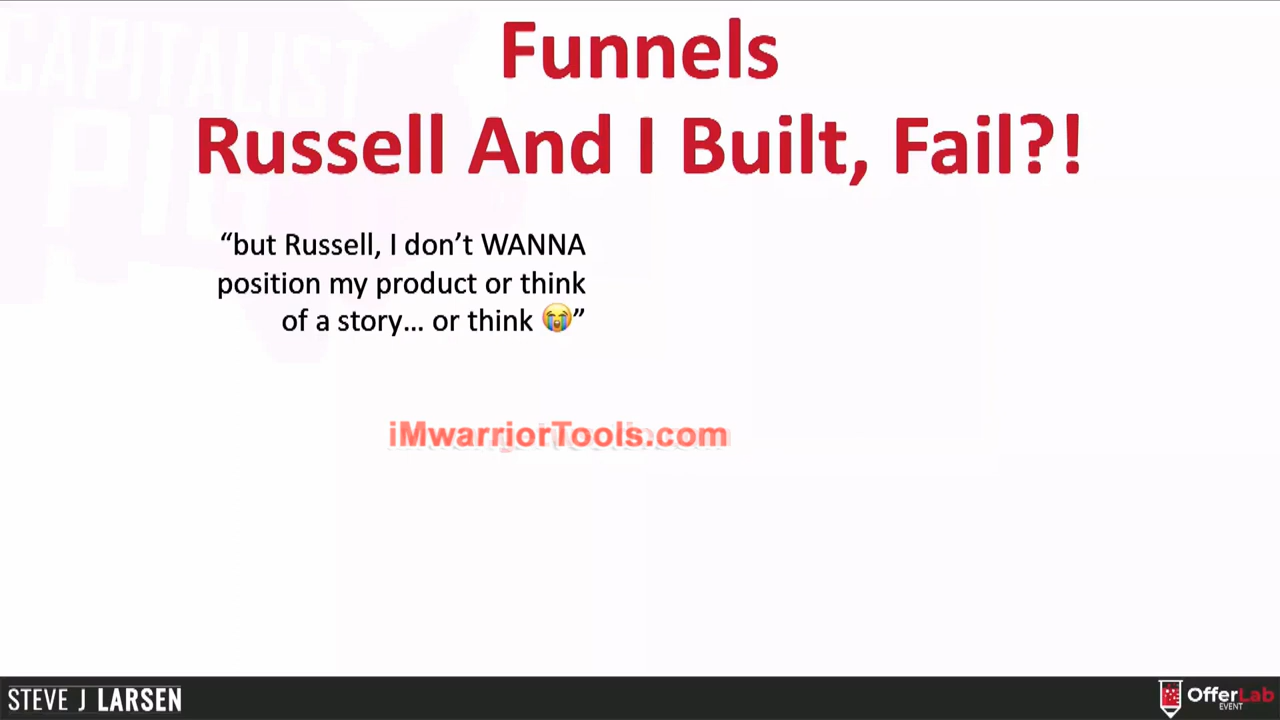 Funnels
Russell And I Built, Fail?!
“but Russell, I don’t WANNA
position my product or think
of a story… or think 😭”
iMwarriorTools.com
STEVE J LARSEN
OfferLab
EVENT
CAPITALIST